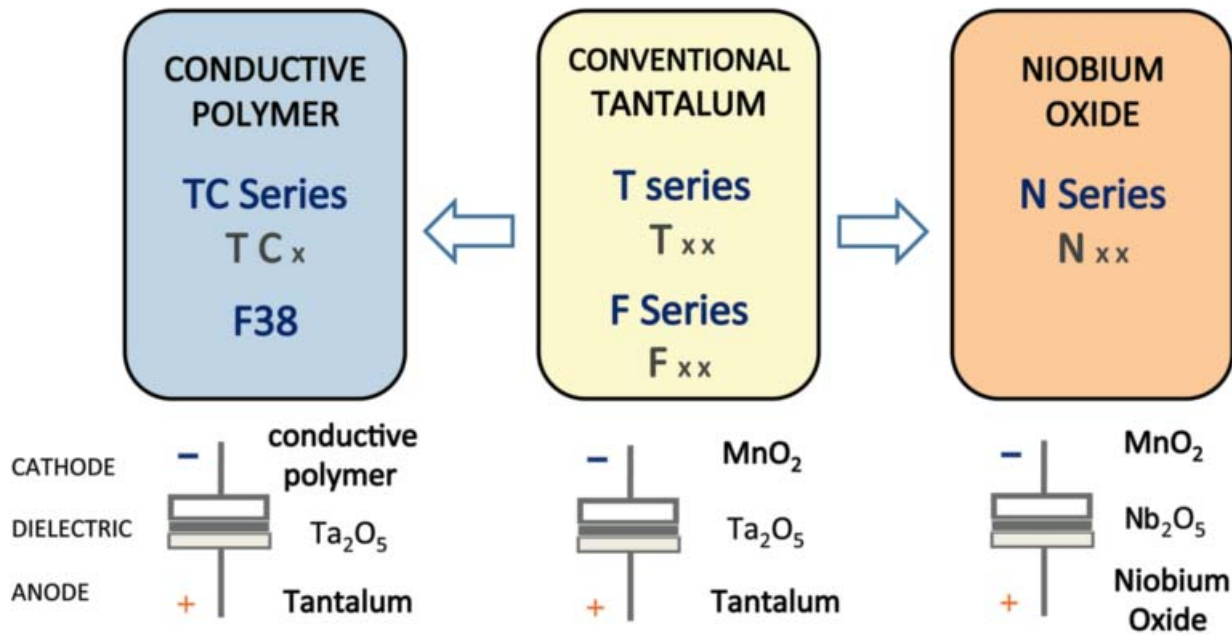 CONDUCTIVE
POLYMER
TC Series
T C x
F38
CONVENTIONAL
TANTALUM
T series
T x x
F Series
F x x
NIOBIUM
OXIDE
N Series
N x x
CATHODE
DIELECTRIC
ANODE
−
conductive
polymer
Ta₂O₅
+
Tantalum
−
MnO₂
Ta₂O₅
+
Tantalum
−
MnO₂
Nb₂O₅
+
Niobium
Oxide